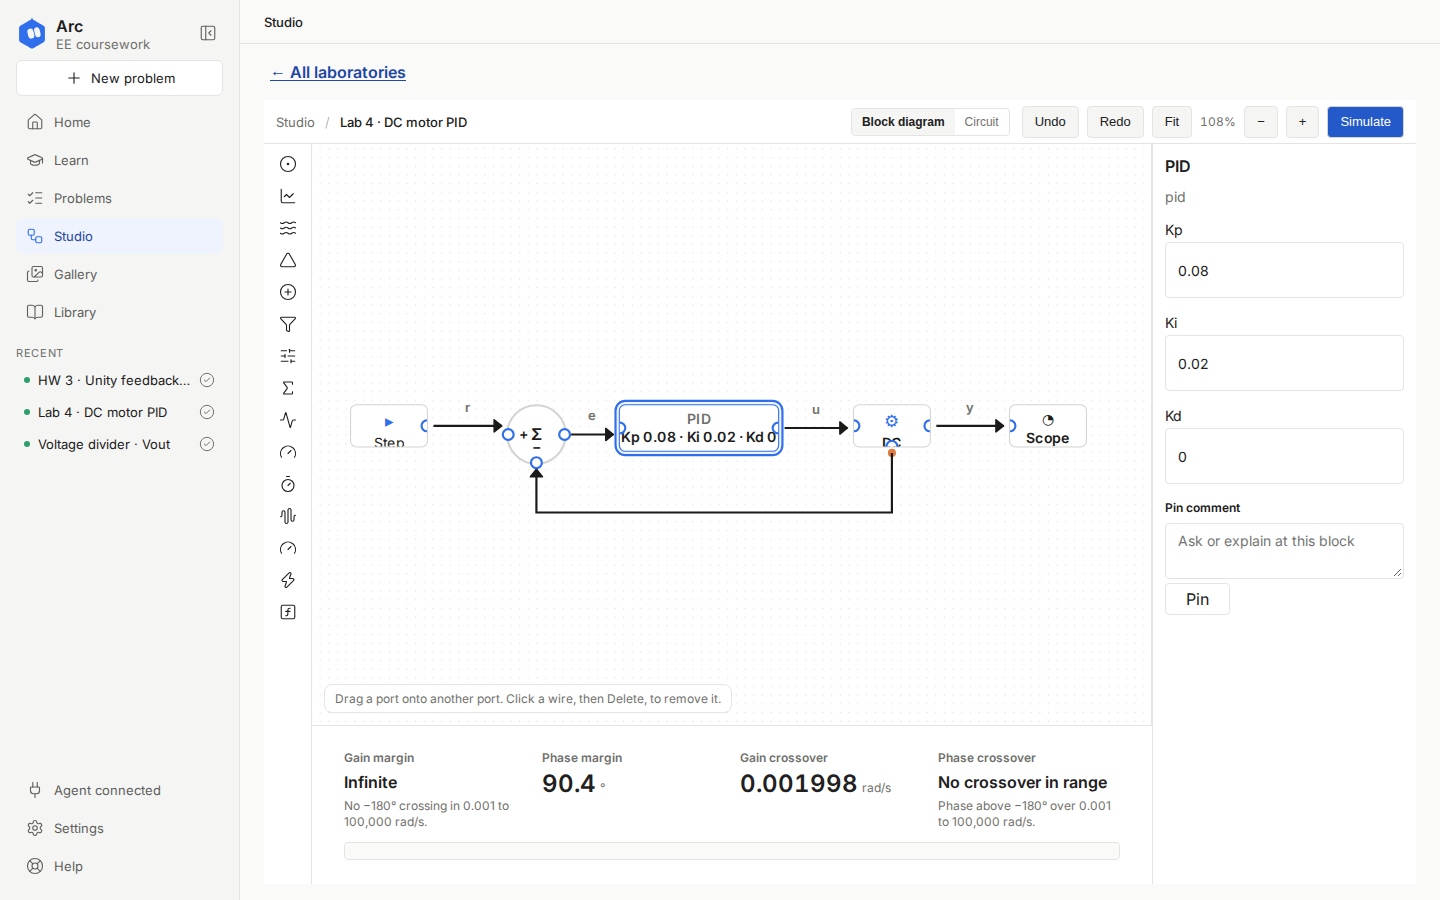 Arc
EE coursework
New problem
Home
Learn
Problems
Studio
Gallery
Library
RECENT
HW 3 · Unity feedback...
Lab 4 · DC motor PID
Voltage divider · Vout
Agent connected
Settings
Help
Studio
← All laboratories
Studio / Lab 4 · DC motor PID
Block diagram Circuit
Undo
Redo
Fit
108%
−
+
Simulate
r
e
u
y
Step
+ Σ
−
PID
Kp 0.08 · Ki 0.02 · Kd 0
DC
Scope
Drag a port onto another port. Click a wire, then Delete, to remove it.
Gain margin
Infinite
No −180° crossing in 0.001 to
100,000 rad/s.
Phase margin
90.4 °
Gain crossover
0.001998 rad/s
Phase crossover
No crossover in range
Phase above −180° over 0.001
to 100,000 rad/s.
PID
pid
Kp
0.08
Ki
0.02
Kd
0
Pin comment
Ask or explain at this block
Pin